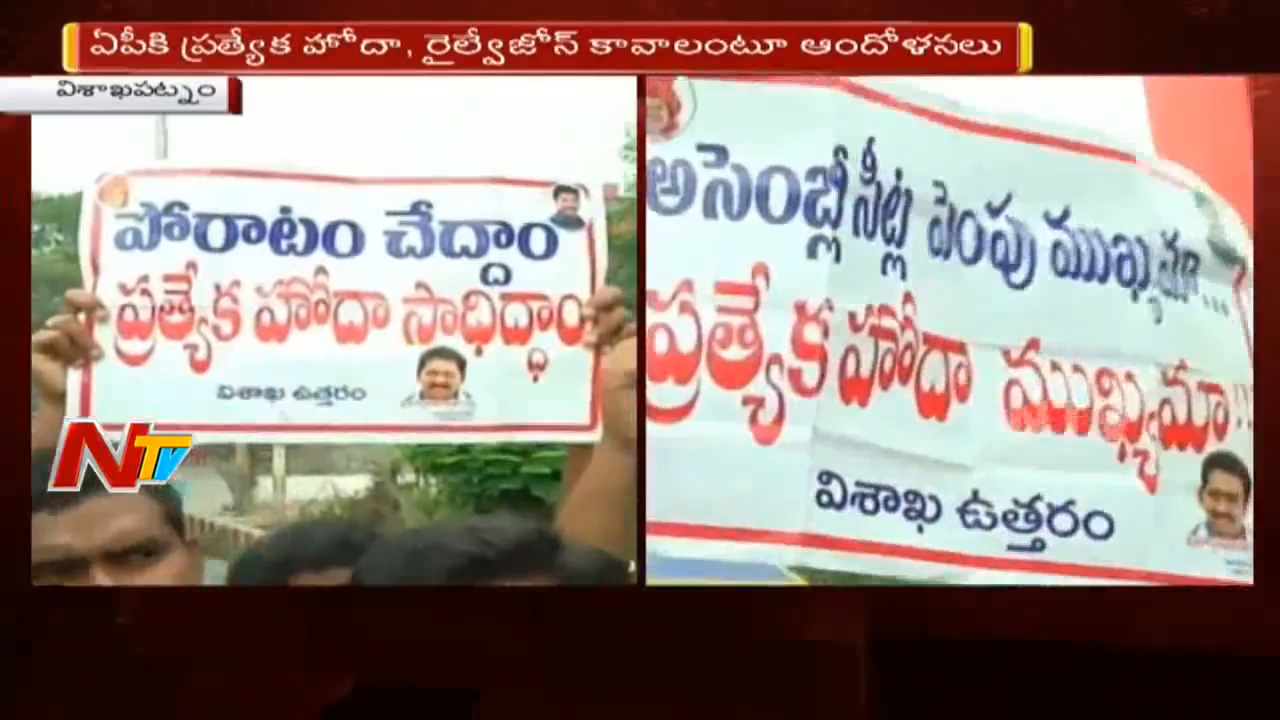 ఏపీకి ప్రత్యేక హోదా, రైల్వేజోన్ కావాలంటూ ఆందోళనలు
విశాఖపట్నం
పోరాటం చేద్దాం
ప్రత్యేక హోదా సాధిద్ధాం
విశాఖ ఉత్తరం
NTV
అసెంబ్లీ సీట్ల పెంపు ముఖ్యమా...
ప్రత్యేక హోదా ముఖ్యమా..
విశాఖ ఉత్తరం